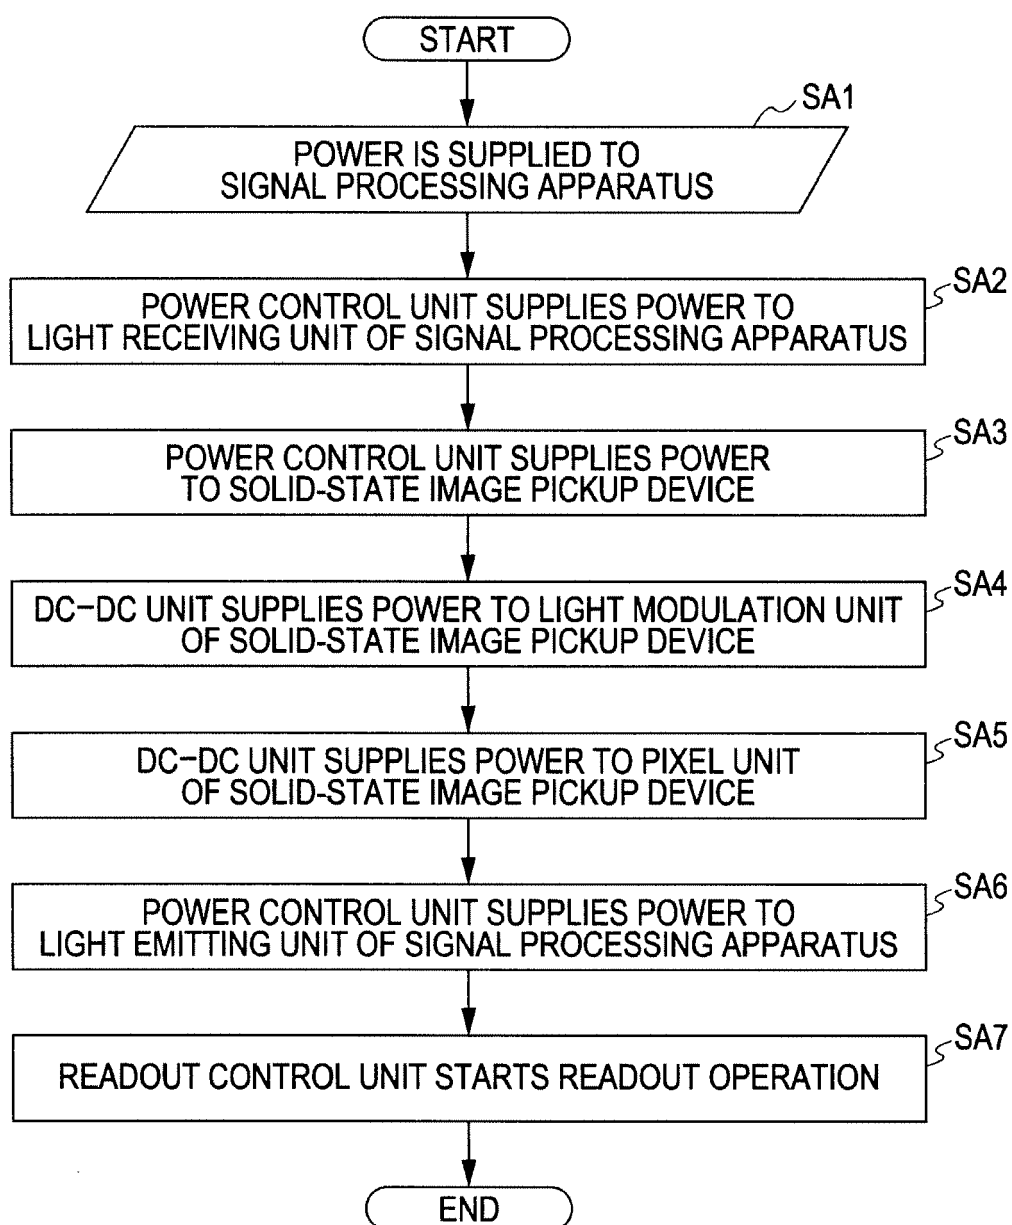 START
SA1
POWER IS SUPPLIED TO
SIGNAL PROCESSING APPARATUS
SA2
POWER CONTROL UNIT SUPPLIES POWER TO
LIGHT RECEIVING UNIT OF SIGNAL PROCESSING APPARATUS
SA3
POWER CONTROL UNIT SUPPLIES POWER
TO SOLID-STATE IMAGE PICKUP DEVICE
SA4
DC-DC UNIT SUPPLIES POWER TO LIGHT MODULATION UNIT
OF SOLID-STATE IMAGE PICKUP DEVICE
SA5
DC-DC UNIT SUPPLIES POWER TO PIXEL UNIT
OF SOLID-STATE IMAGE PICKUP DEVICE
SA6
POWER CONTROL UNIT SUPPLIES POWER TO
LIGHT EMITTING UNIT OF SIGNAL PROCESSING APPARATUS
SA7
READOUT CONTROL UNIT STARTS READOUT OPERATION
END